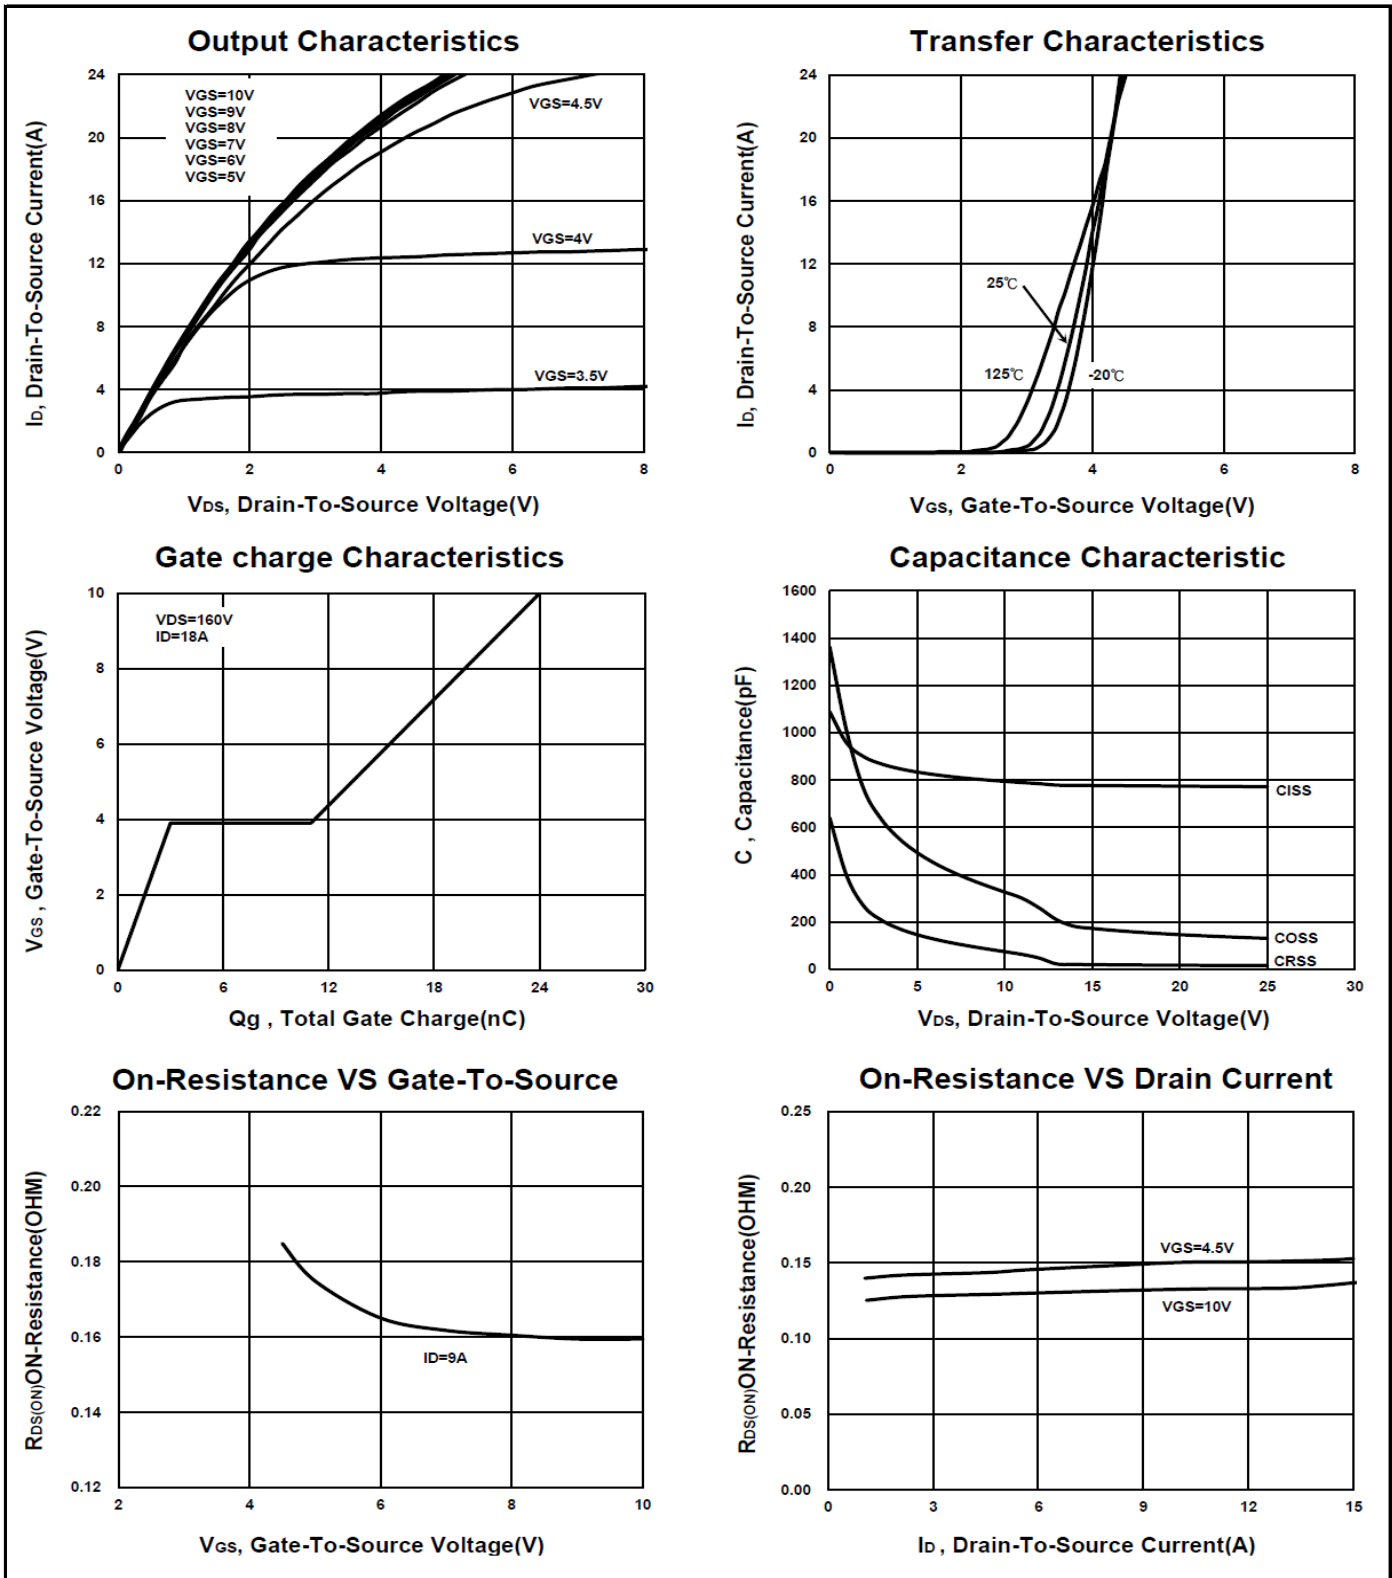 Output Characteristics
ID, Drain-To-Source Current(A)
24
20
16
12
8
4
0
VGS=10V
VGS=9V
VGS=8V
VGS=7V
VGS=6V
VGS=5V
VGS=4.5V
VGS=4V
VGS=3.5V
0 2 4 6 8
VDS, Drain-To-Source Voltage(V)
Transfer Characteristics
ID, Drain-To-Source Current(A)
24
20
16
12
8
4
0
25℃
125℃
-20℃
0 2 4 6 8
VGS, Gate-To-Source Voltage(V)
Gate charge Characteristics
VGS , Gate-To-Source Voltage(V)
10
8
6
4
2
0
VDS=160V
ID=18A
0 6 12 18 24 30
Qg , Total Gate Charge(nC)
Capacitance Characteristic
C , Capacitance(pF)
1600
1400
1200
1000
800
600
400
200
0
CISS
COSS
CRSS
0 5 10 15 20 25 30
VDS, Drain-To-Source Voltage(V)
On-Resistance VS Gate-To-Source
RDS(ON)ON-Resistance(OHM)
0.22
0.20
0.18
0.16
0.14
0.12
ID=9A
2 4 6 8 10
VGS, Gate-To-Source Voltage(V)
On-Resistance VS Drain Current
RDS(ON)ON-Resistance(OHM)
0.25
0.20
0.15
0.10
0.05
0.00
VGS=4.5V
VGS=10V
0 3 6 9 12 15
ID , Drain-To-Source Current(A)